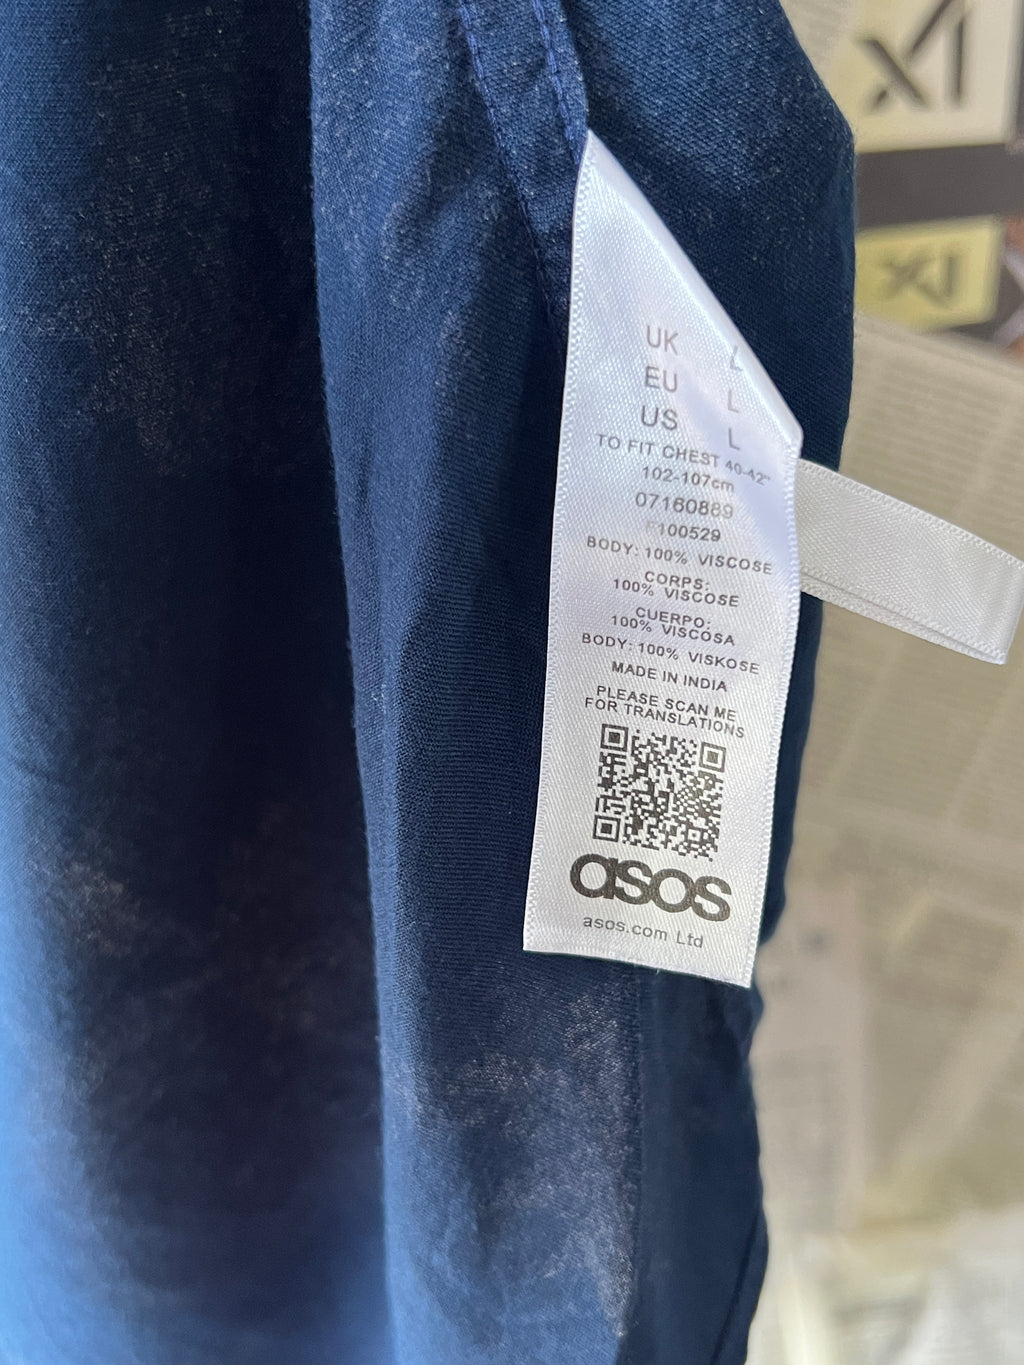 UK L
EU L
US L
TO FIT CHEST 40-42"
102-107cm
07160889
F100529
BODY: 100% VISCOSE
CORPS:
100% VISCOSE
CUERPO:
100% VISCOSA
BODY: 100% VISKOSE
MADE IN INDIA
PLEASE SCAN ME
FOR TRANSLATIONS
asos
asos.com Ltd